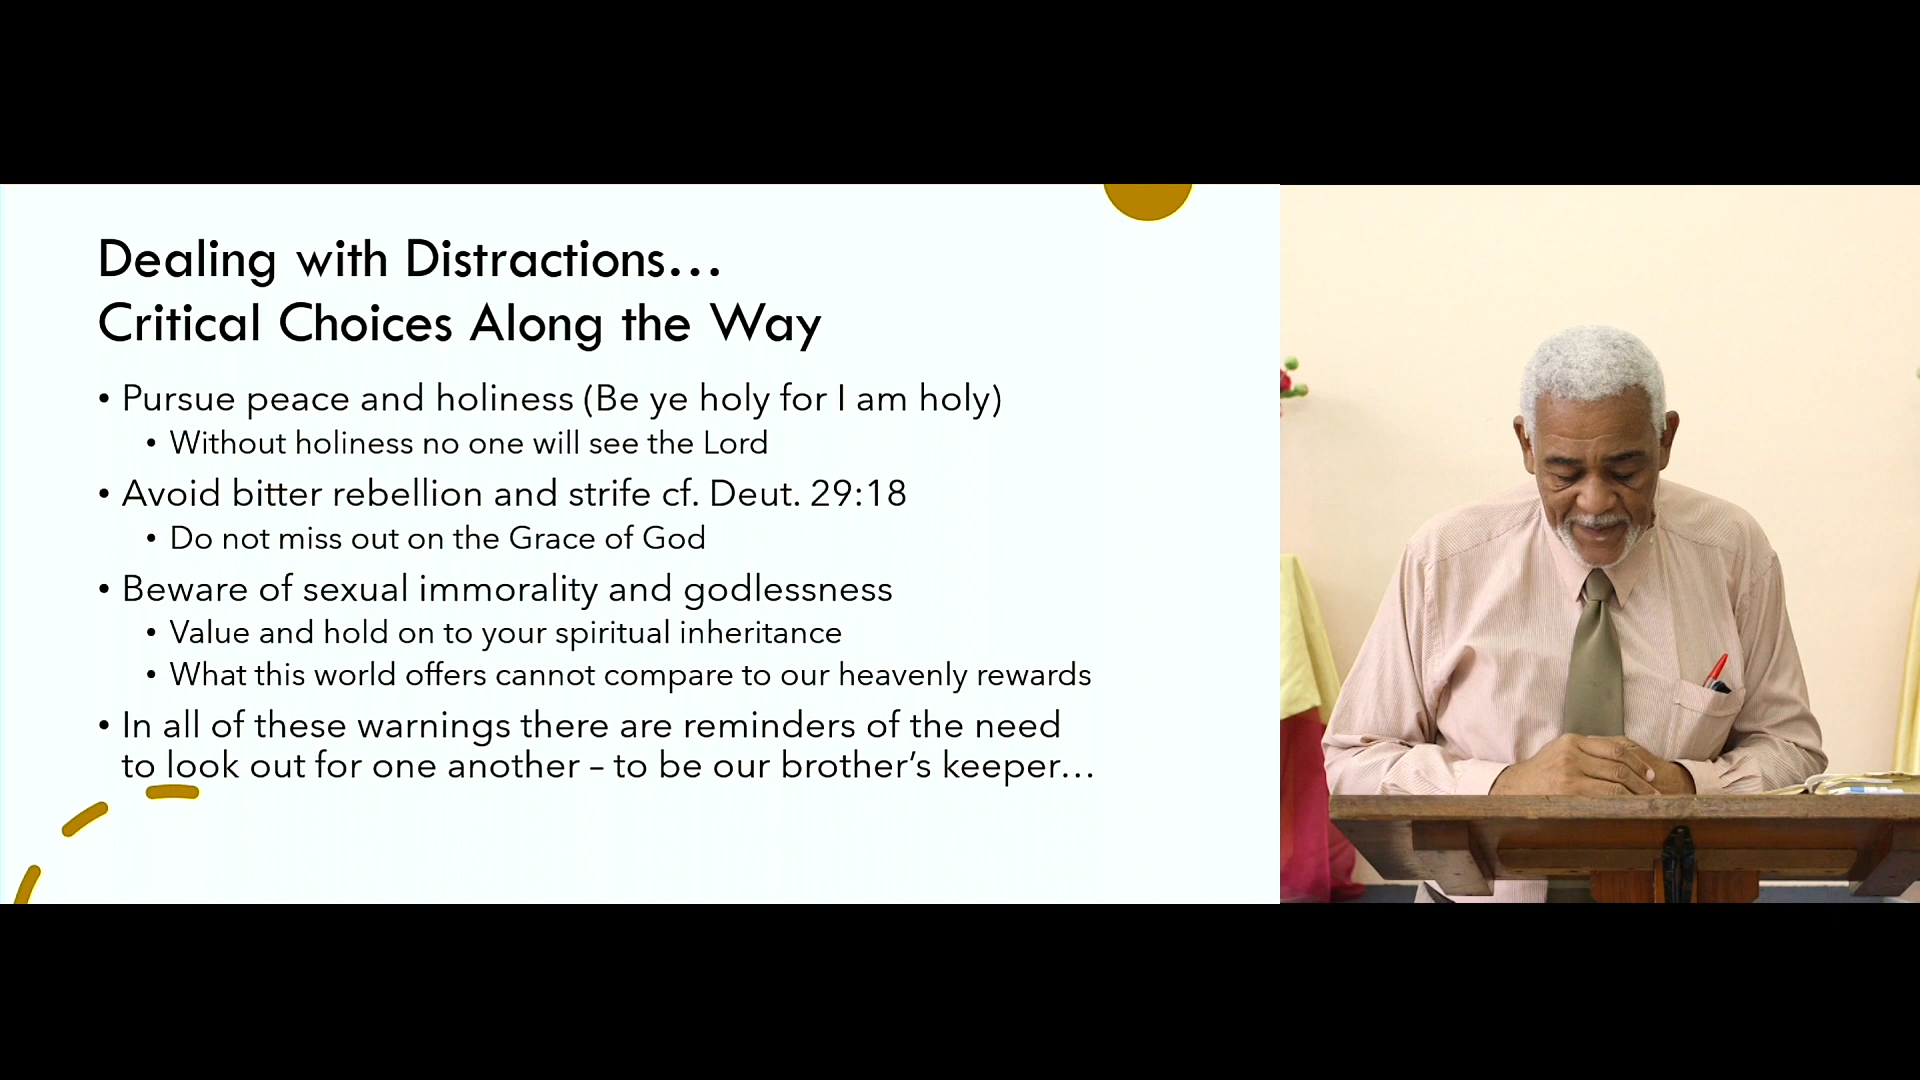 Dealing with Distractions…
Critical Choices Along the Way
• Pursue peace and holiness (Be ye holy for I am holy)
• Without holiness no one will see the Lord
• Avoid bitter rebellion and strife cf. Deut. 29:18
• Do not miss out on the Grace of God
• Beware of sexual immorality and godlessness
• Value and hold on to your spiritual inheritance
• What this world offers cannot compare to our heavenly rewards
• In all of these warnings there are reminders of the need
to look out for one another – to be our brother’s keeper…